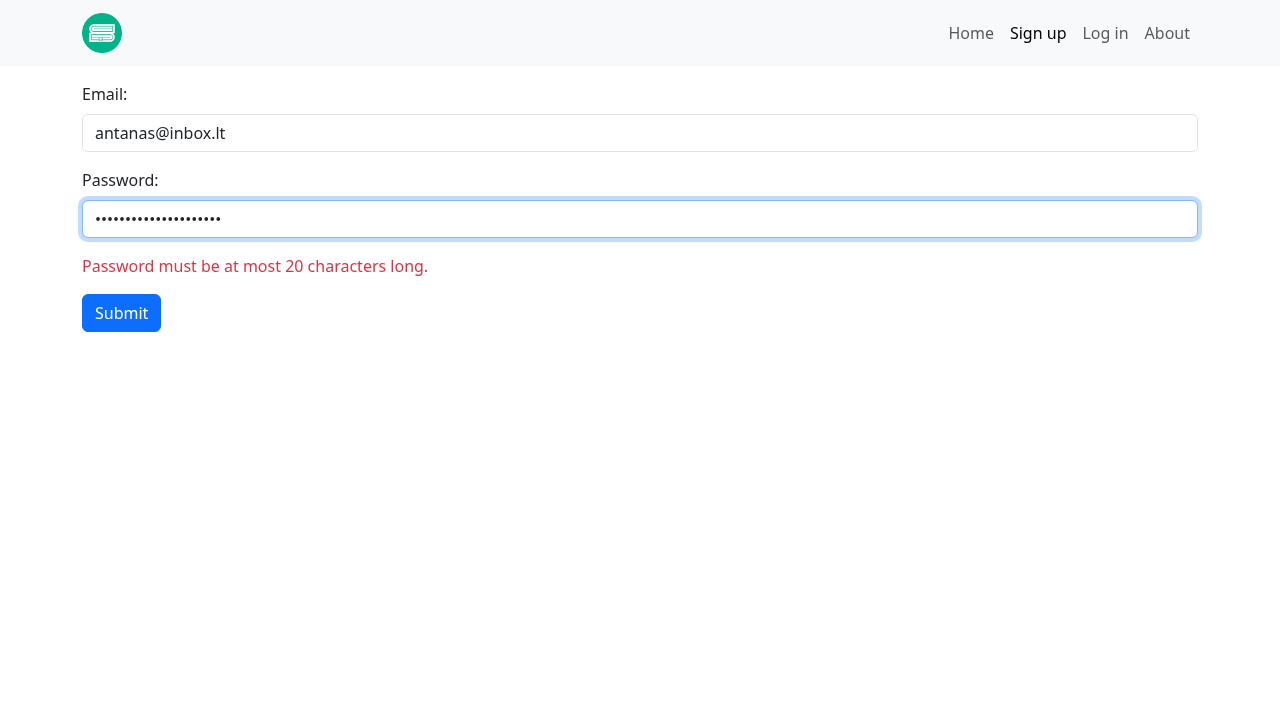 Home Sign up Log in About
Email:
antanas@inbox.lt
Password:
•••••••••••••••••••••
Password must be at most 20 characters long.
Submit